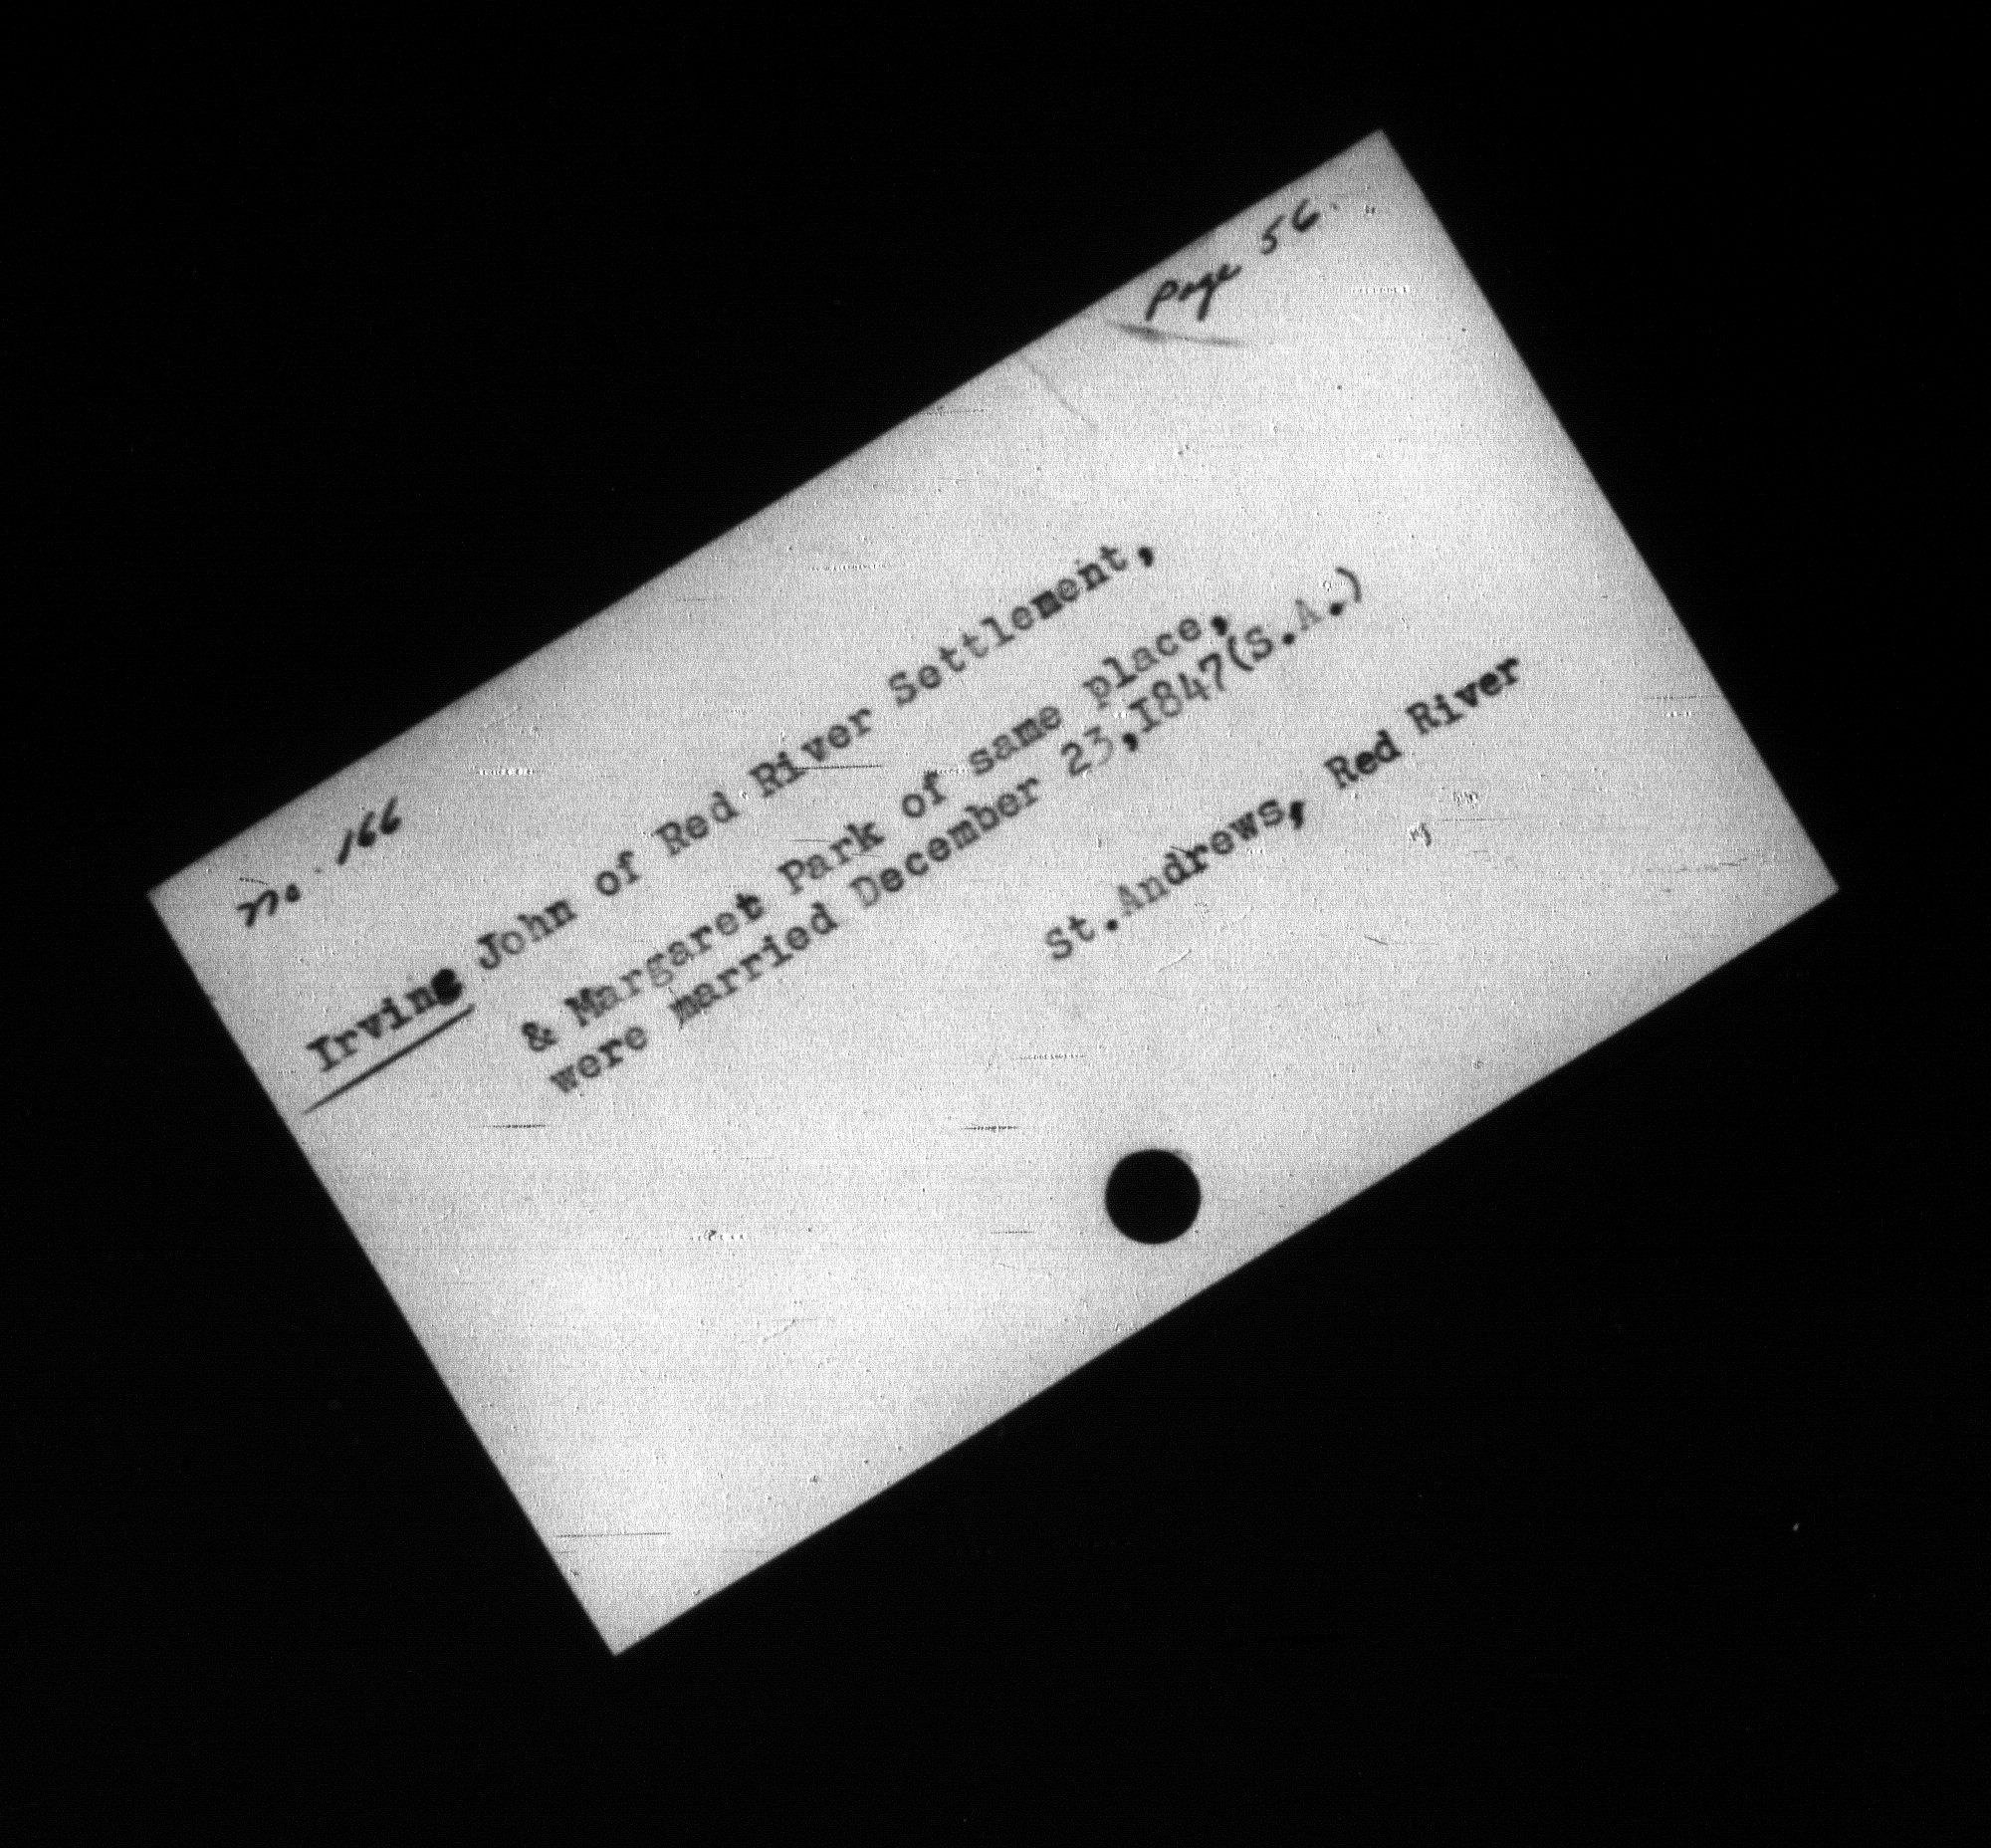 No. 166
Page 56.
Irving John of Red River Settlement,
& Margaret Park of same place,
were married December 23,I847(S.A.)
St.Andrews, Red River